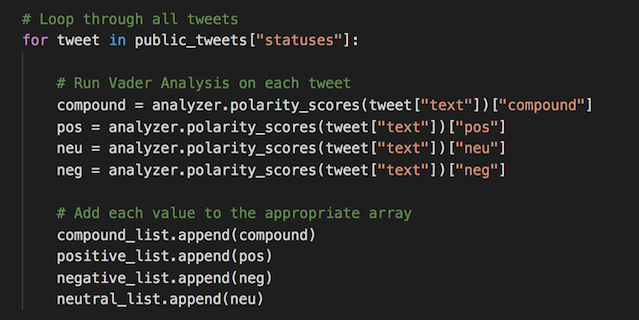 # Loop through all tweets
for tweet in public_tweets["statuses"]:
# Run Vader Analysis on each tweet
compound = analyzer.polarity_scores(tweet["text"])["compound"]
pos = analyzer.polarity_scores(tweet["text"])["pos"]
neu = analyzer.polarity_scores(tweet["text"])["neu"]
neg = analyzer.polarity_scores(tweet["text"])["neg"]
# Add each value to the appropriate array
compound_list.append(compound)
positive_list.append(pos)
negative_list.append(neg)
neutral_list.append(neu)